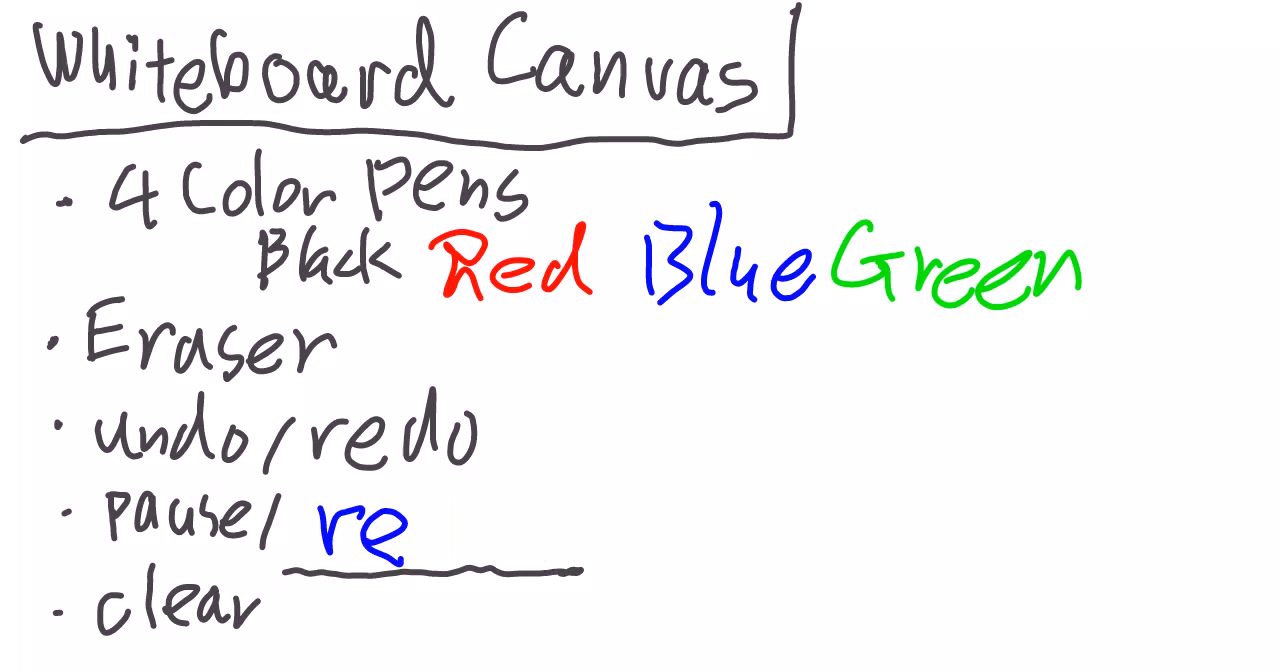 Whiteboard Canvas
· 4 Color Pens
Black Red Blue Green
· Eraser
· undo/redo
· pause/ re
· clear